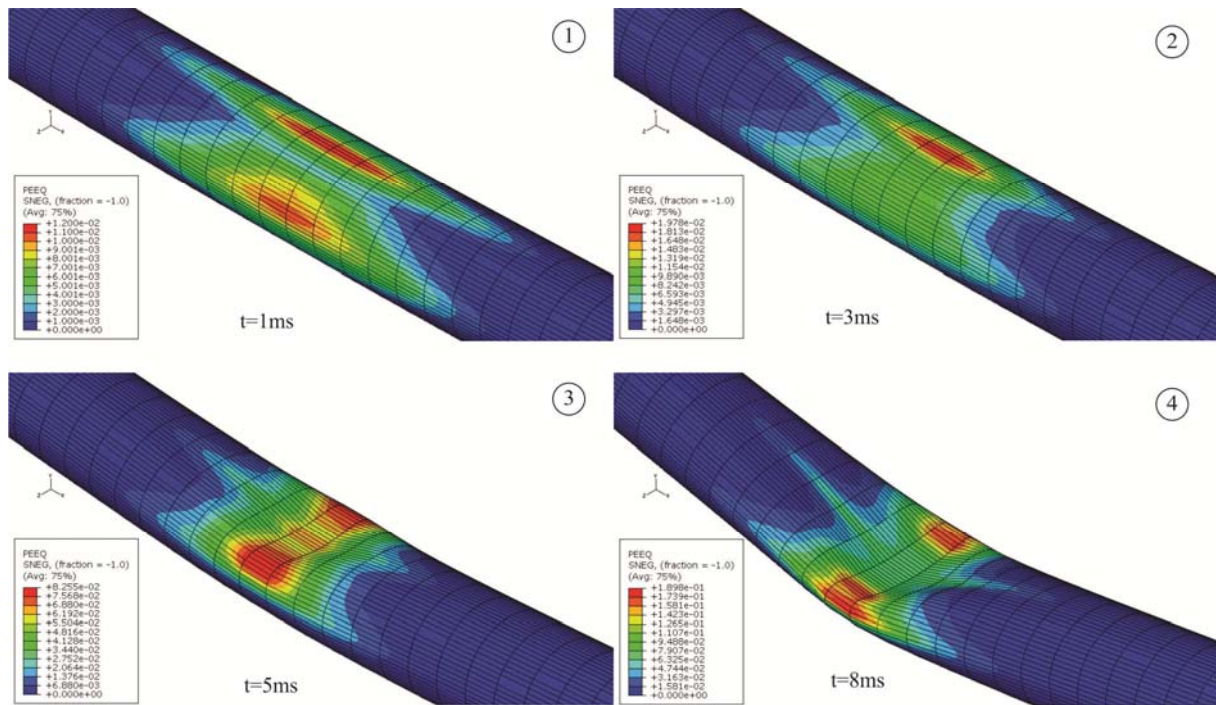 1
Y
Z
X
PEEQ
SNEG, (fraction = -1.0)
(Avg: 75%)
+1.200e-02
+1.100e-02
+1.000e-02
+9.001e-03
+8.001e-03
+7.001e-03
+6.001e-03
+5.001e-03
+4.001e-03
+3.000e-03
+2.000e-03
+1.000e-03
+0.000e+00
t=1ms
2
Y
Z
X
PEEQ
SNEG, (fraction = -1.0)
(Avg: 75%)
+1.978e-02
+1.813e-02
+1.648e-02
+1.483e-02
+1.319e-02
+1.154e-02
+9.890e-03
+8.242e-03
+6.593e-03
+4.945e-03
+3.297e-03
+1.648e-03
+0.000e+00
t=3ms
3
Y
Z
X
PEEQ
SNEG, (fraction = -1.0)
(Avg: 75%)
+8.255e-02
+7.568e-02
+6.880e-02
+6.192e-02
+5.504e-02
+4.816e-02
+4.128e-02
+3.440e-02
+2.752e-02
+2.064e-02
+1.376e-02
+6.880e-03
+0.000e+00
t=5ms
4
Y
Z
X
PEEQ
SNEG, (fraction = -1.0)
(Avg: 75%)
+1.898e-01
+1.739e-01
+1.581e-01
+1.423e-01
+1.265e-01
+1.107e-01
+9.488e-02
+7.907e-02
+6.325e-02
+4.744e-02
+3.163e-02
+1.581e-02
+0.000e+00
t=8ms